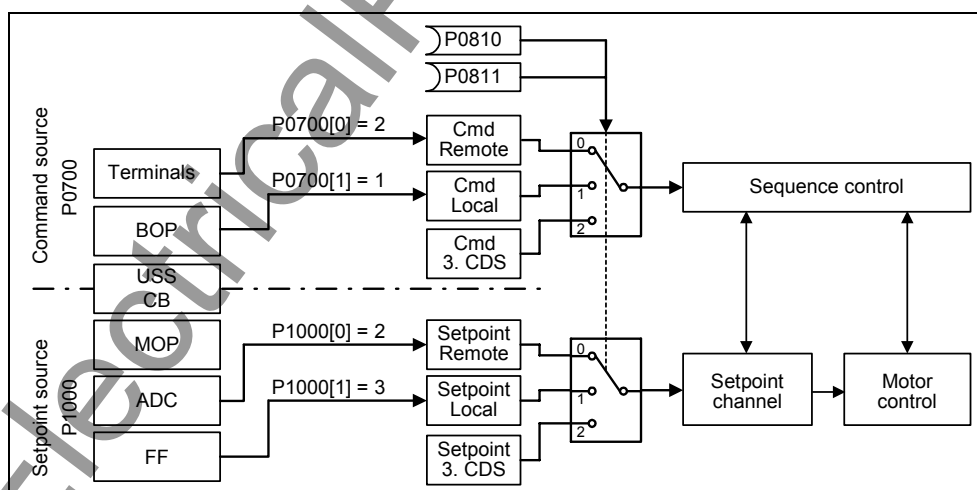 P0810
P0811
Command source
P0700
Terminals
BOP
USS
CB
P0700[0] = 2
P0700[1] = 1
Cmd
Remote
Cmd
Local
Cmd
3. CDS
0
1
2
Sequence control
Setpoint source
P1000
MOP
ADC
FF
P1000[0] = 2
P1000[1] = 3
Setpoint
Remote
Setpoint
Local
Setpoint
3. CDS
0
1
2
Setpoint
channel
Motor
control